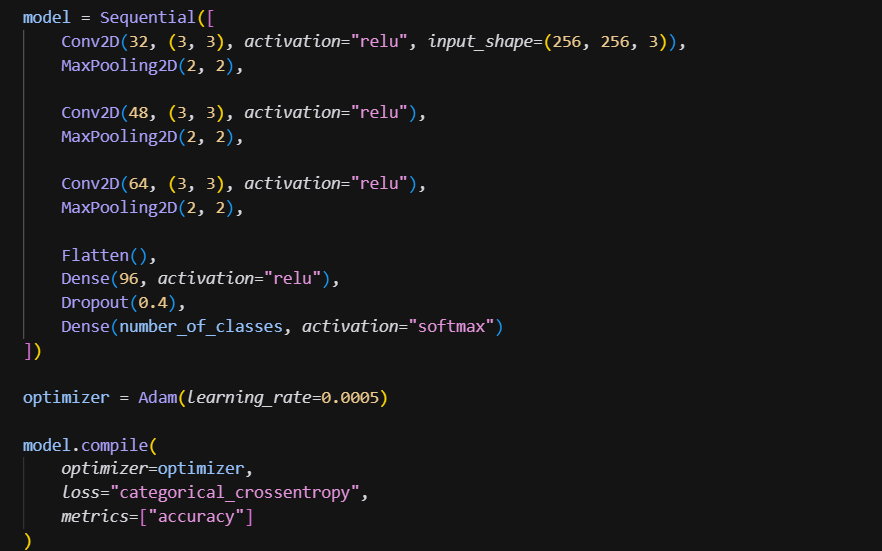 model = Sequential([
    Conv2D(32, (3, 3), activation="relu", input_shape=(256, 256, 3)),
    MaxPooling2D(2, 2),

    Conv2D(48, (3, 3), activation="relu"),
    MaxPooling2D(2, 2),

    Conv2D(64, (3, 3), activation="relu"),
    MaxPooling2D(2, 2),

    Flatten(),
    Dense(96, activation="relu"),
    Dropout(0.4),
    Dense(number_of_classes, activation="softmax")
])

optimizer = Adam(learning_rate=0.0005)

model.compile(
    optimizer=optimizer,
    loss="categorical_crossentropy",
    metrics=["accuracy"]
)